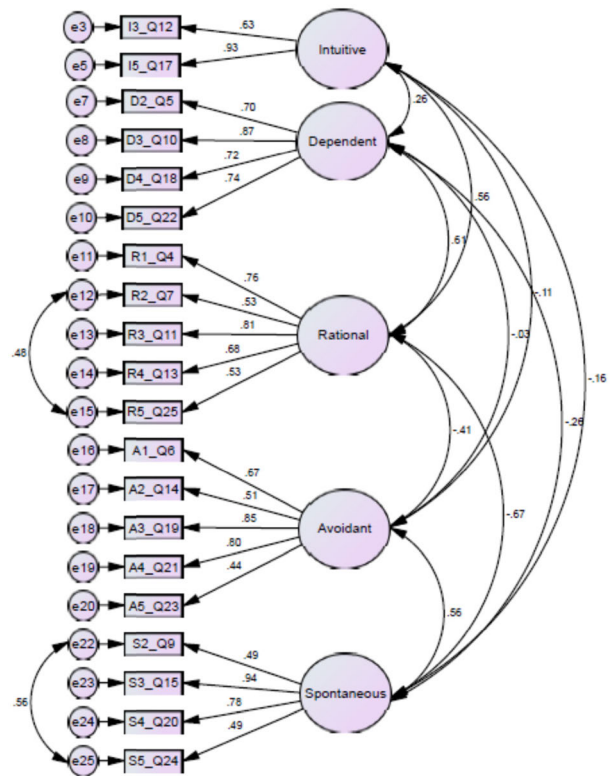 e3 I3_Q12 .63 Intuitive
e5 I5_Q17 .93
e7 D2_Q5 .70 .26
e8 D3_Q10 .87 Dependent
e9 D4_Q18 .72 .56
e10 D5_Q22 .74 .61
e11 R1_Q4 .76 -.11
e12 R2_Q7 .53 Rational -.03
e13 R3_Q11 .81
.48 e14 R4_Q13 .68 -.16
e15 R5_Q25 .53 -.26
e16 A1_Q6 .67 -.41
e17 A2_Q14 .51 -.67
e18 A3_Q19 .85 Avoidant
e19 A4_Q21 .80
e20 A5_Q23 .44 .56
e22 S2_Q9 .49
.56 e23 S3_Q15 .94 Spontaneous
e24 S4_Q20 .78
e25 S5_Q24 .49